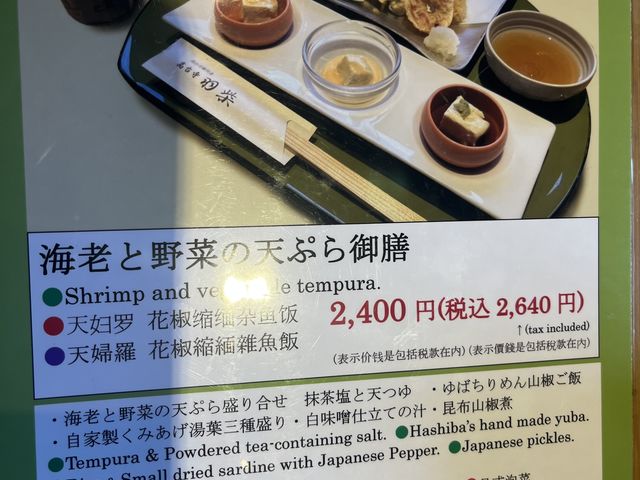 高台寺 羽柴
海老と野菜の天ぷら御膳
Shrimp and vegetable tempura.
天妇罗 花椒缩缅杂鱼饭
天婦羅 花椒縮緬雜魚飯
2,400 円(税込 2,640 円)
↑(tax included)
(表示价钱是包括税款在内) (表示價錢是包括稅款在內)
・海老と野菜の天ぷら盛り合せ 抹茶塩と天つゆ ・ゆばちりめん山椒ご飯
・自家製くみあげ湯葉三種盛り・白味噌仕立ての汁・昆布山椒煮
Tempura & Powdered tea-containing salt. Hashiba's hand made yuba.
Small dried sardine with Japanese Pepper. Japanese pickles.